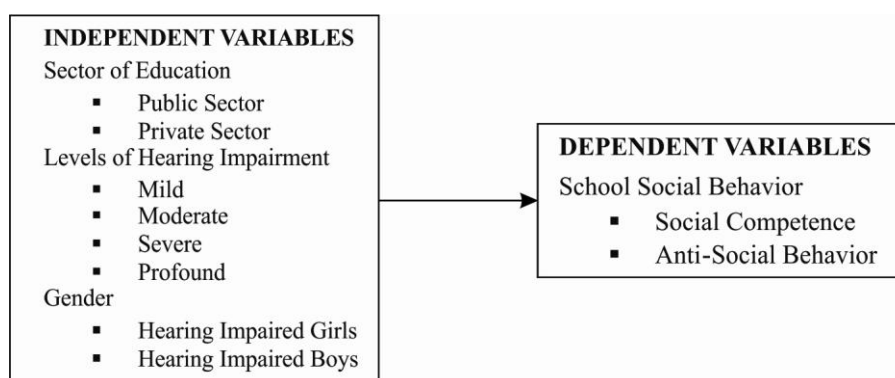 INDEPENDENT VARIABLES
Sector of Education
▪ Public Sector
▪ Private Sector
Levels of Hearing Impairment
▪ Mild
▪ Moderate
▪ Severe
▪ Profound
Gender
▪ Hearing Impaired Girls
▪ Hearing Impaired Boys
DEPENDENT VARIABLES
School Social Behavior
▪ Social Competence
▪ Anti-Social Behavior